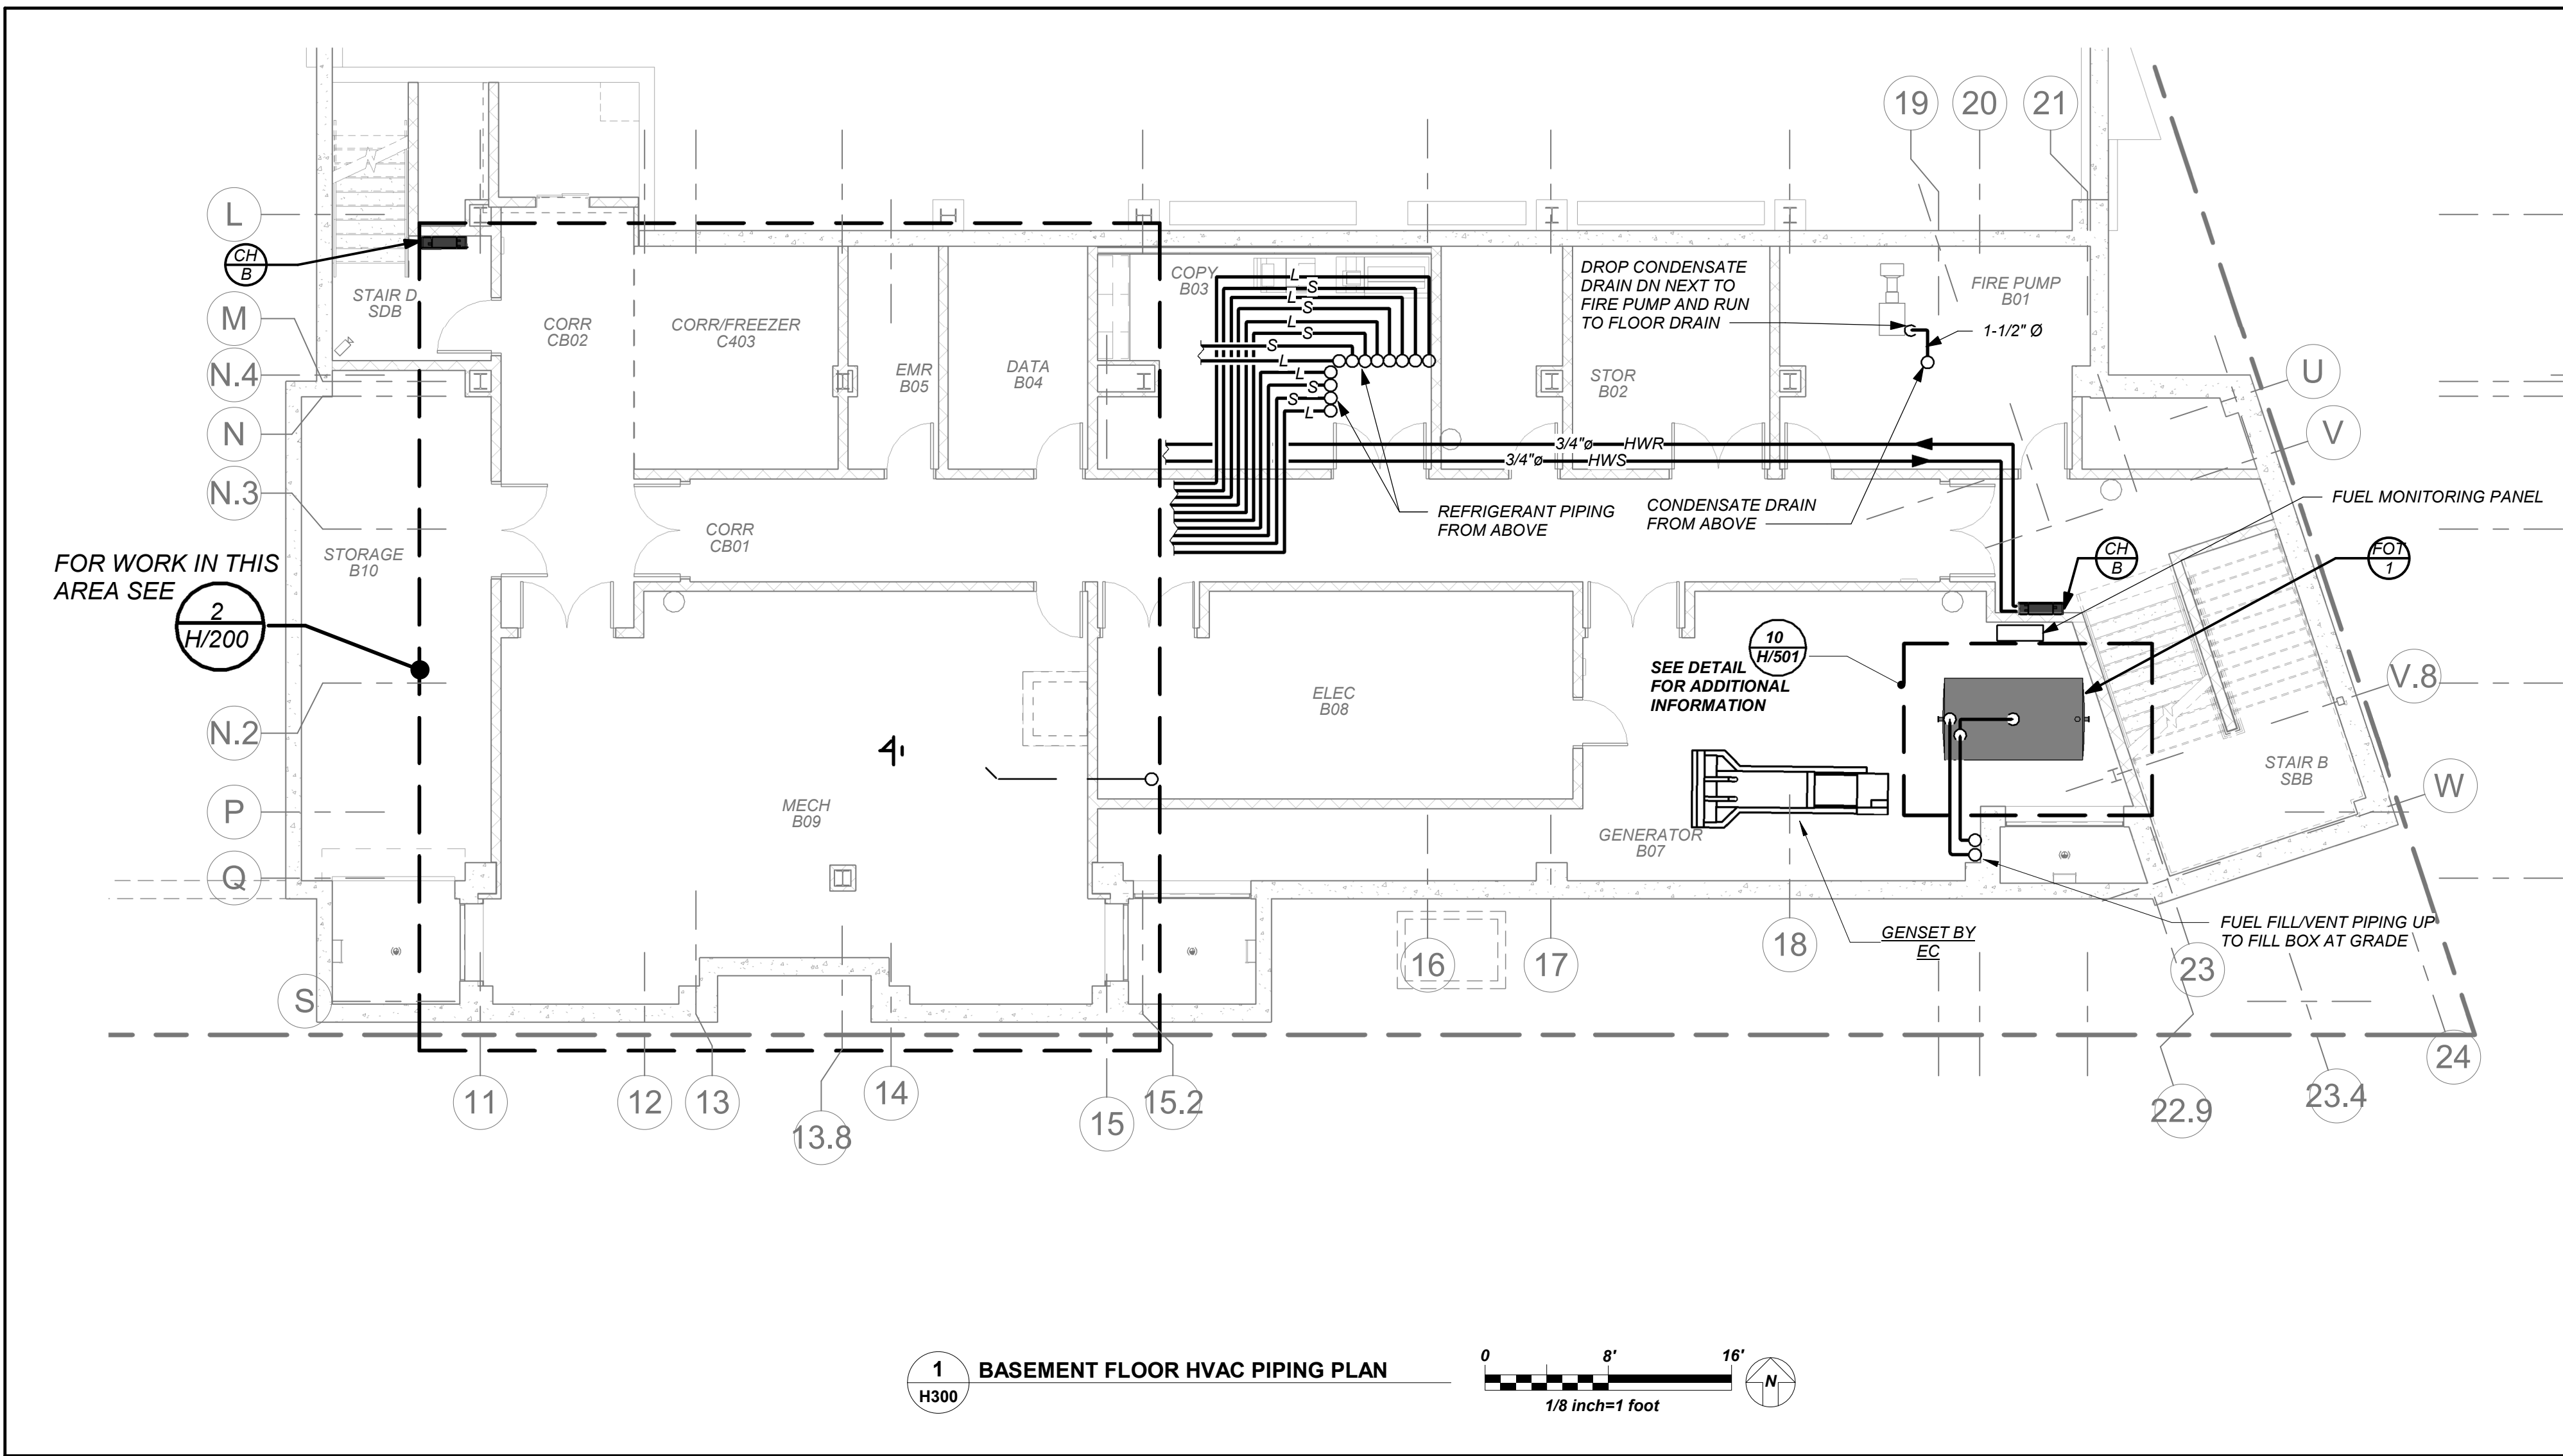 19
20
21
L
CH
B
STAIR D
SDB
M
CORR
CB02
CORR/FREEZER
C403
N.4
EMR
B05
DATA
B04
COPY
B03
L
S
L
S
L
S
S
L
L
S
S
L
DROP CONDENSATE
DRAIN DN NEXT TO
FIRE PUMP AND RUN
TO FLOOR DRAIN
FIRE PUMP
B01
1-1/2" Ø
STOR
B02
U
V
N
3/4"ø HWR
3/4"ø HWS
N.3
CORR
CB01
REFRIGERANT PIPING
FROM ABOVE
CONDENSATE DRAIN
FROM ABOVE
FUEL MONITORING PANEL
STORAGE
B10
FOR WORK IN THIS
AREA SEE
2
H/200
CH
B
FOT
1
10
H/501
SEE DETAIL
FOR ADDITIONAL
INFORMATION
ELEC
B08
V.8
N.2
STAIR B
SBB
W
MECH
B09
P
GENERATOR
B07
Q
GENSET BY
EC
FUEL FILL/VENT PIPING UP
TO FILL BOX AT GRADE
S
16
17
18
23
24
11
12
13
13.8
14
15
15.2
22.9
23.4
1
H300
BASEMENT FLOOR HVAC PIPING PLAN
0 8' 16'
1/8 inch=1 foot
N